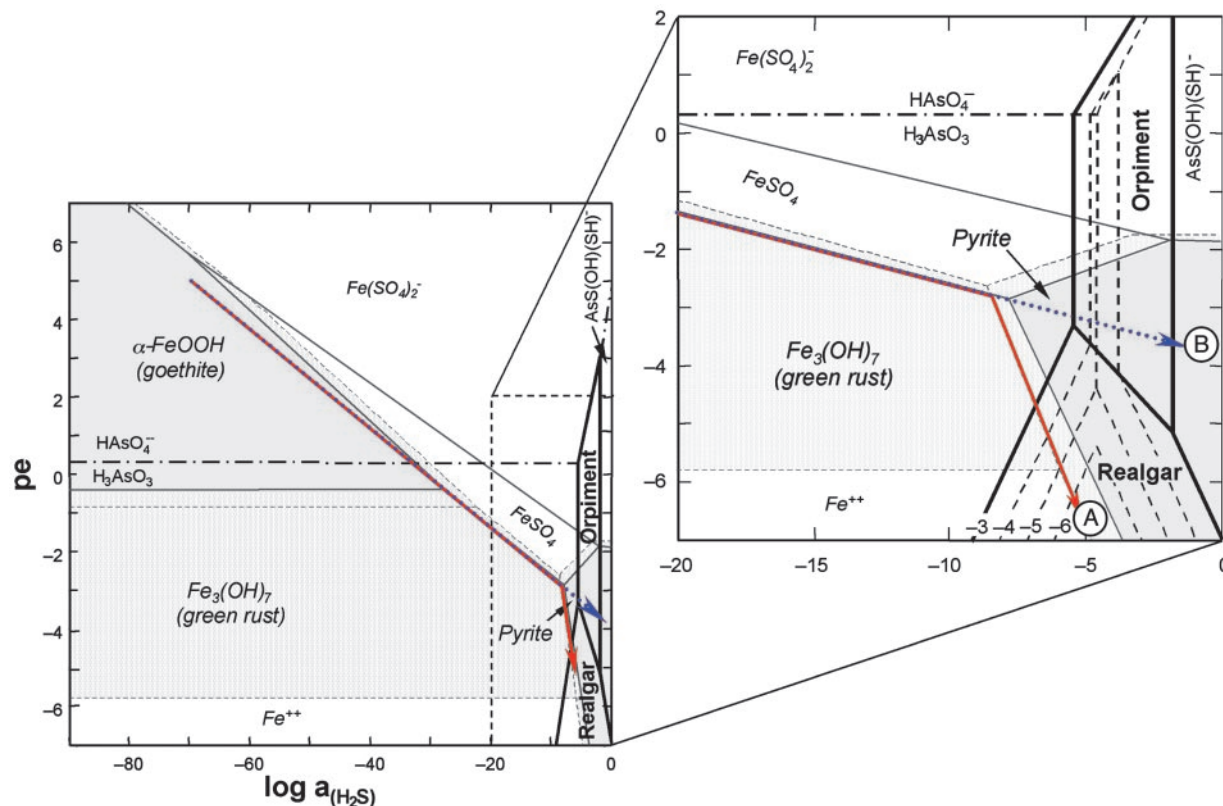 2
0
−2
−4
−6
−20
−15
−10
−5
0
Fe(SO4)2-
HAsO4−
H3AsO3
FeSO4
Pyrite
Orpiment
AsS(OH)(SH)-
B
Fe3(OH)7
(green rust)
Realgar
Fe++
−3 −4 −5 −6
A
6
4
2
0
−2
−4
−6
pe
Fe(SO4)2-
AsS(OH)(SH)-
α-FeOOH
(goethite)
HAsO4−−
H3AsO3
FeSO4
Orpiment
Fe3(OH)7
(green rust)
Pyrite
Realgar
Fe++
−80
−60
−40
−20
0
log a(H2S)